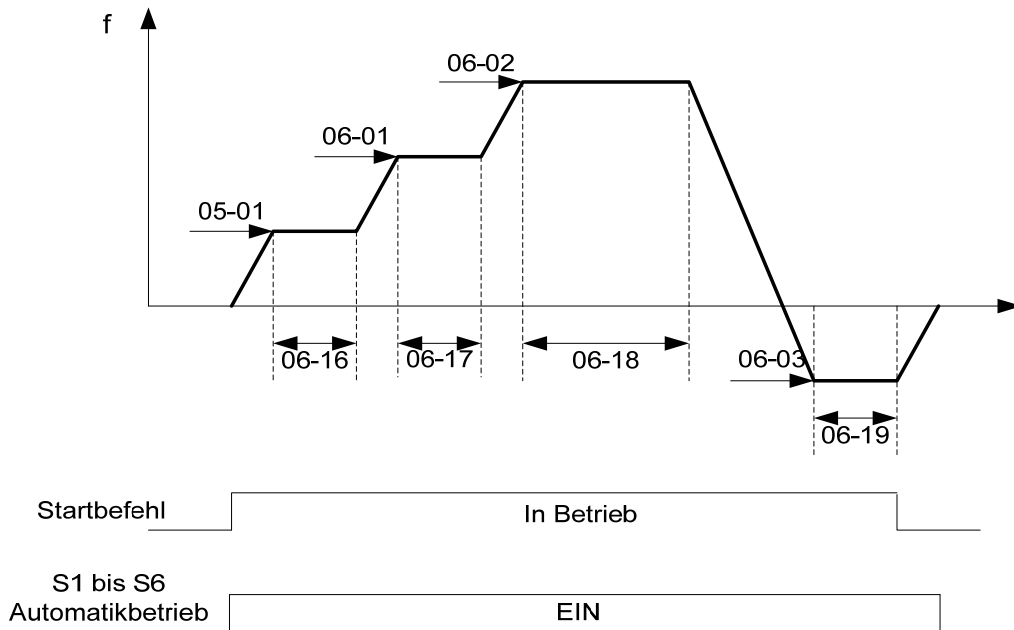 f
06-02
06-01
05-01
06-16
06-17
06-18
06-03
06-19
Startbefehl
In Betrieb
S1 bis S6
Automatikbetrieb
EIN